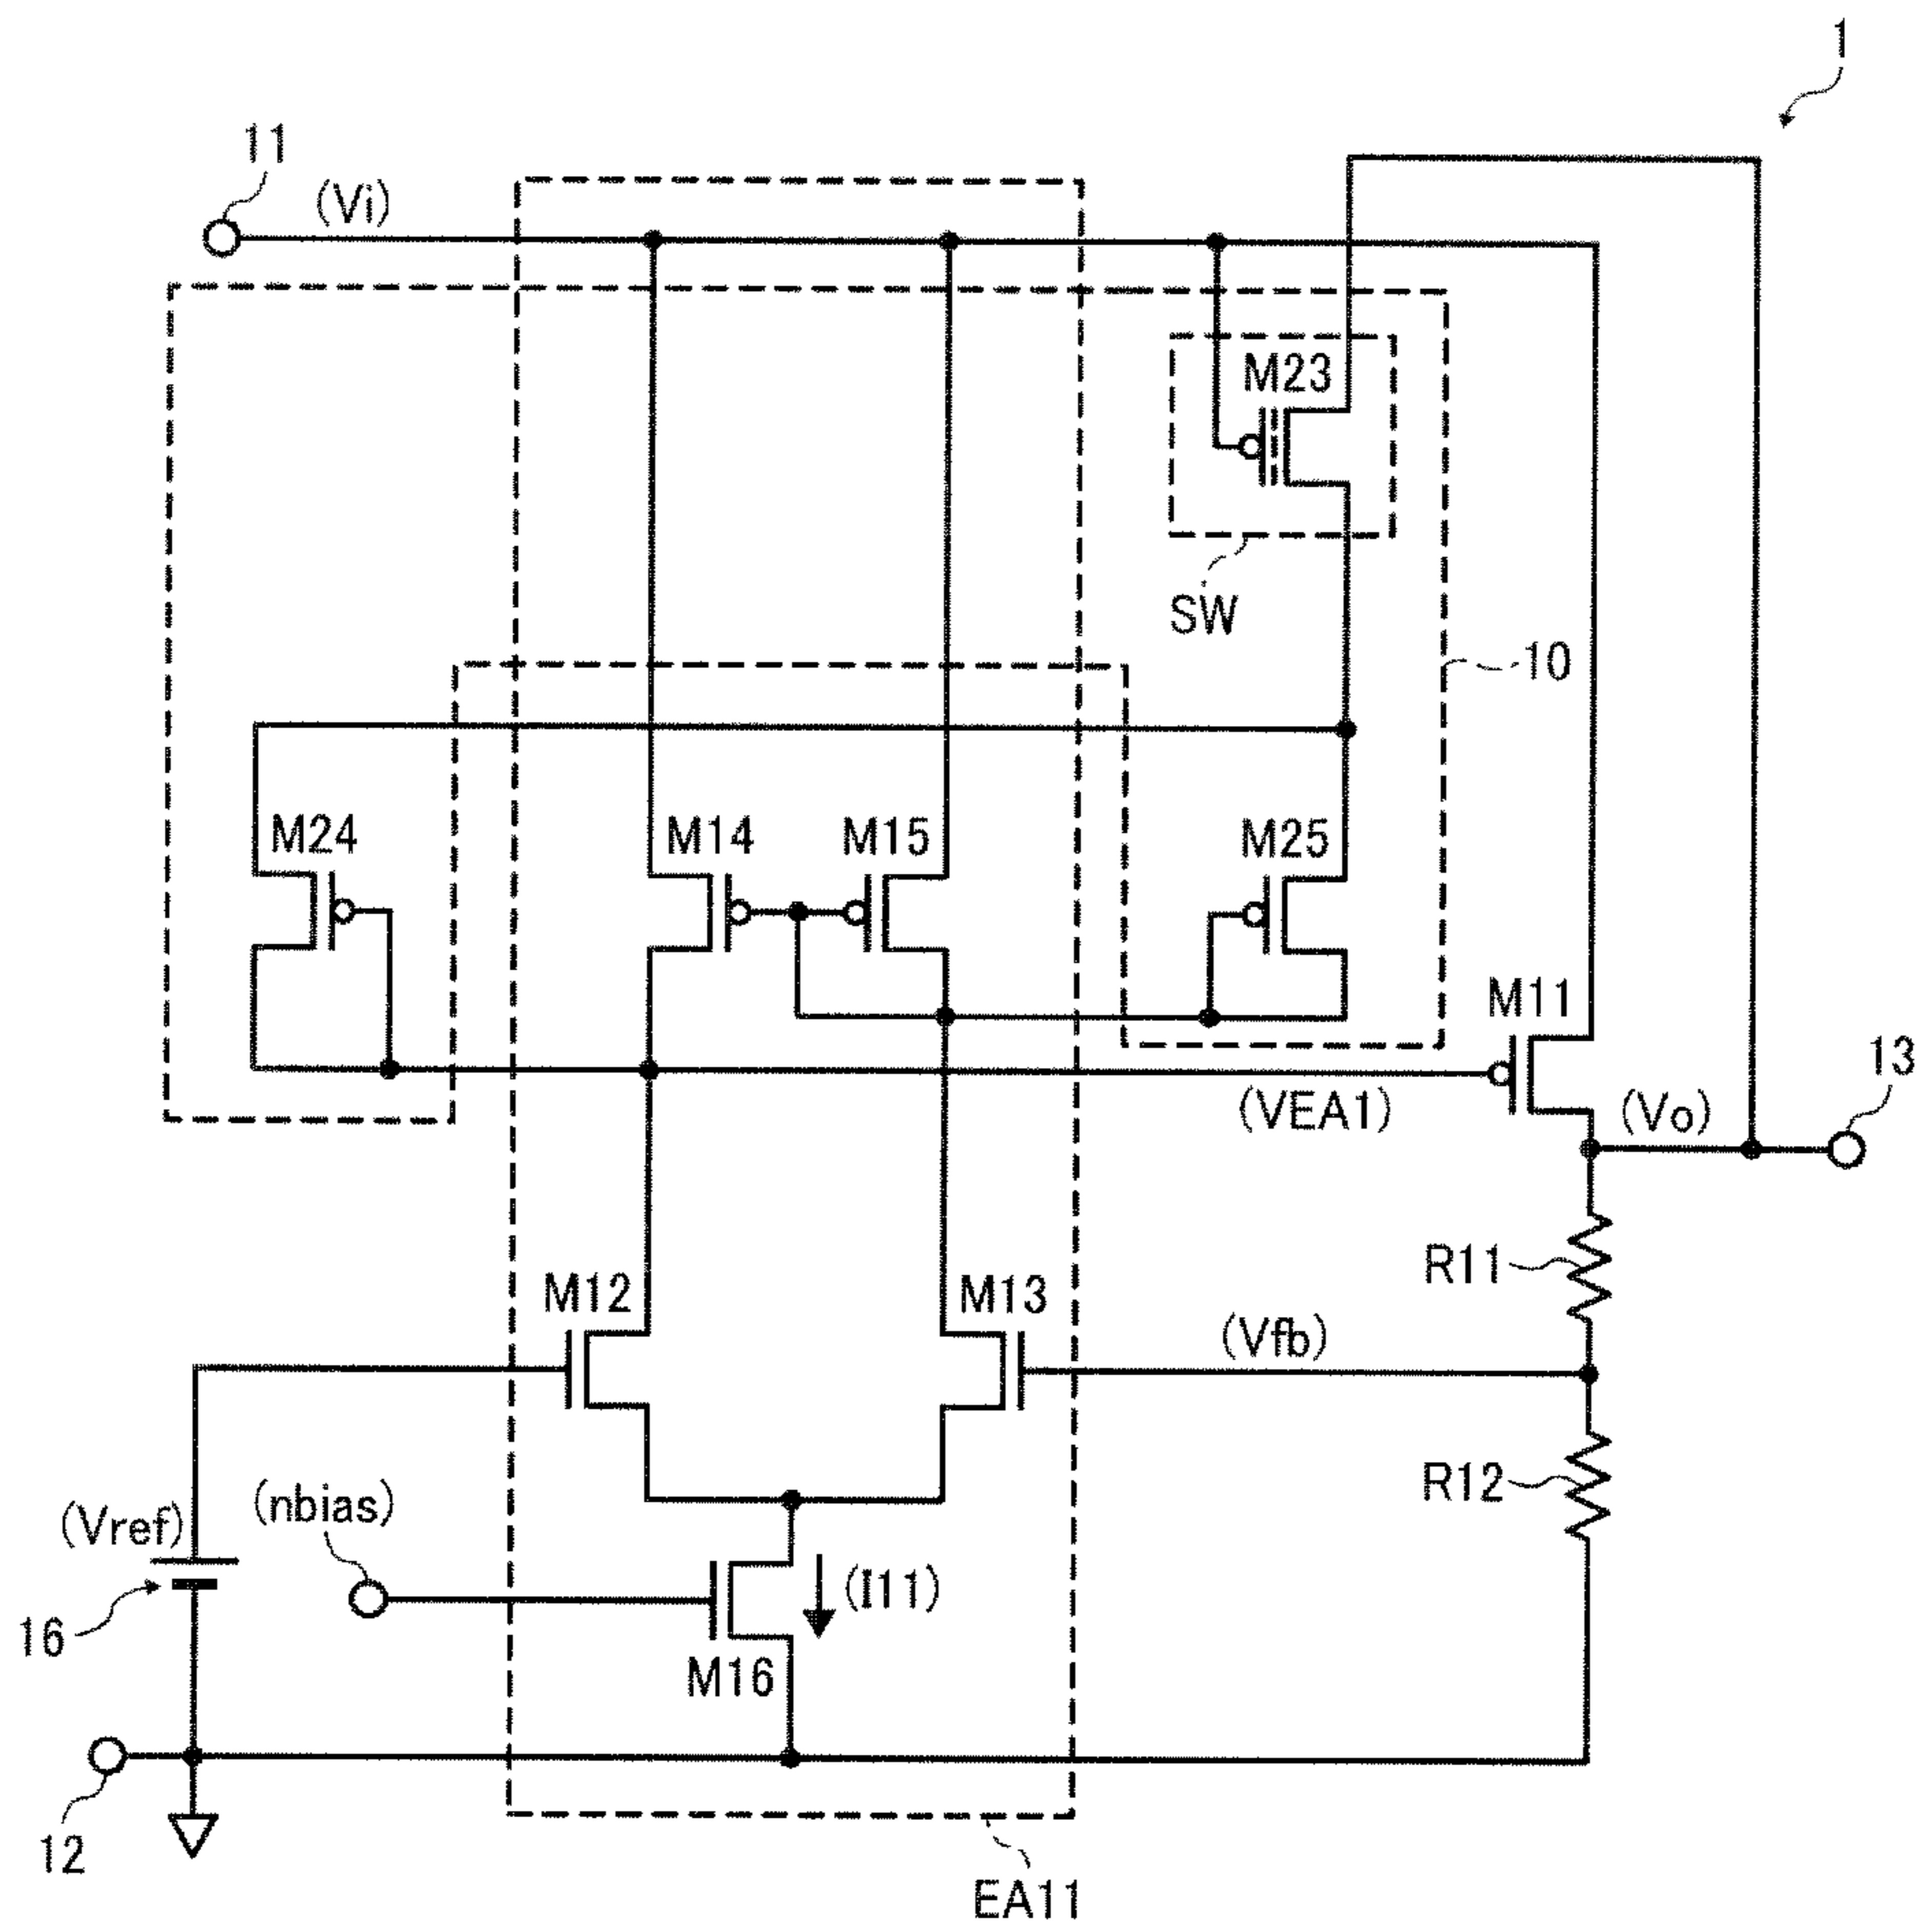 1
11
(Vi)
M23
SW
10
M24
M14
M15
M25
M11
13
(VEA1)
(Vo)
R11
M12
M13
(Vfb)
R12
(Vref)
(nbias)
(I11)
16
M16
12
EA11